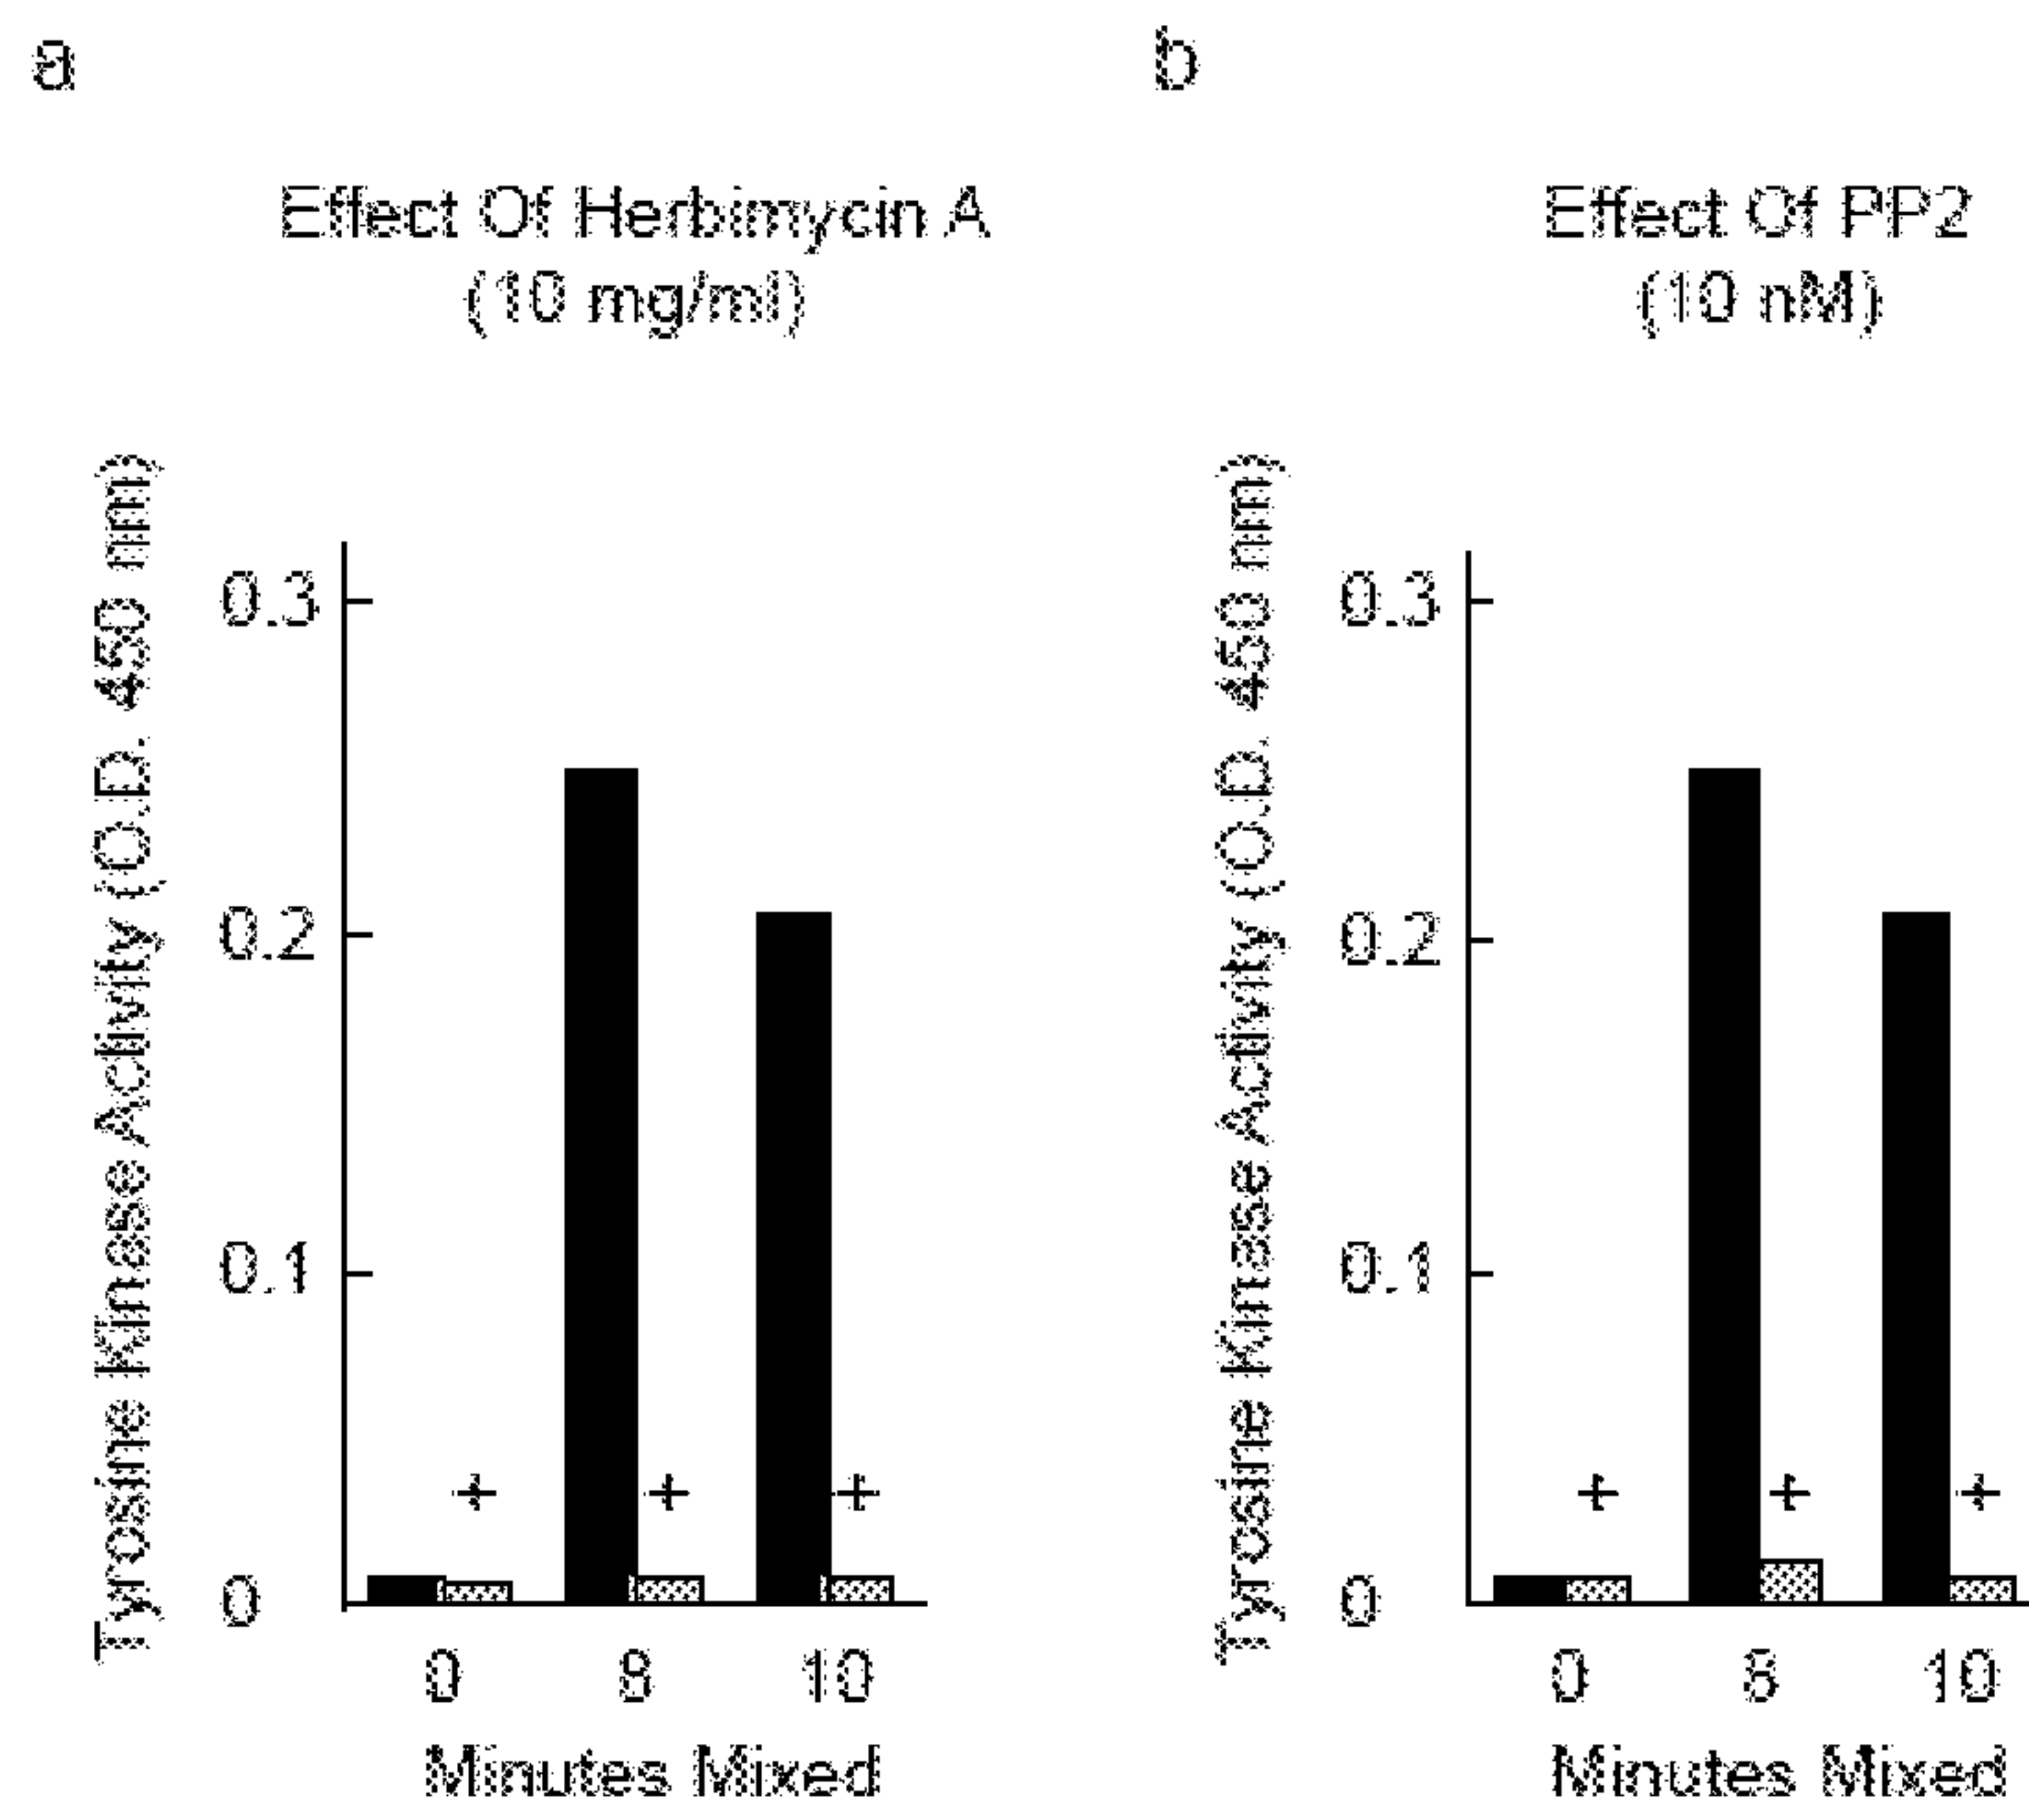 a
Effect Of Herbimycin A
(10 mg/ml)
Tyrosine Kinase Activity (O.D. 450 nm)
0.3
0.2
0.1
0
+ + +
0 8 10
Minutes Mixed
b
Effect Of PP2
(10 nM)
Tyrosine Kinase Activity (O.D. 450 nm)
0.3
0.2
0.1
0
+ + +
0 8 10
Minutes Mixed